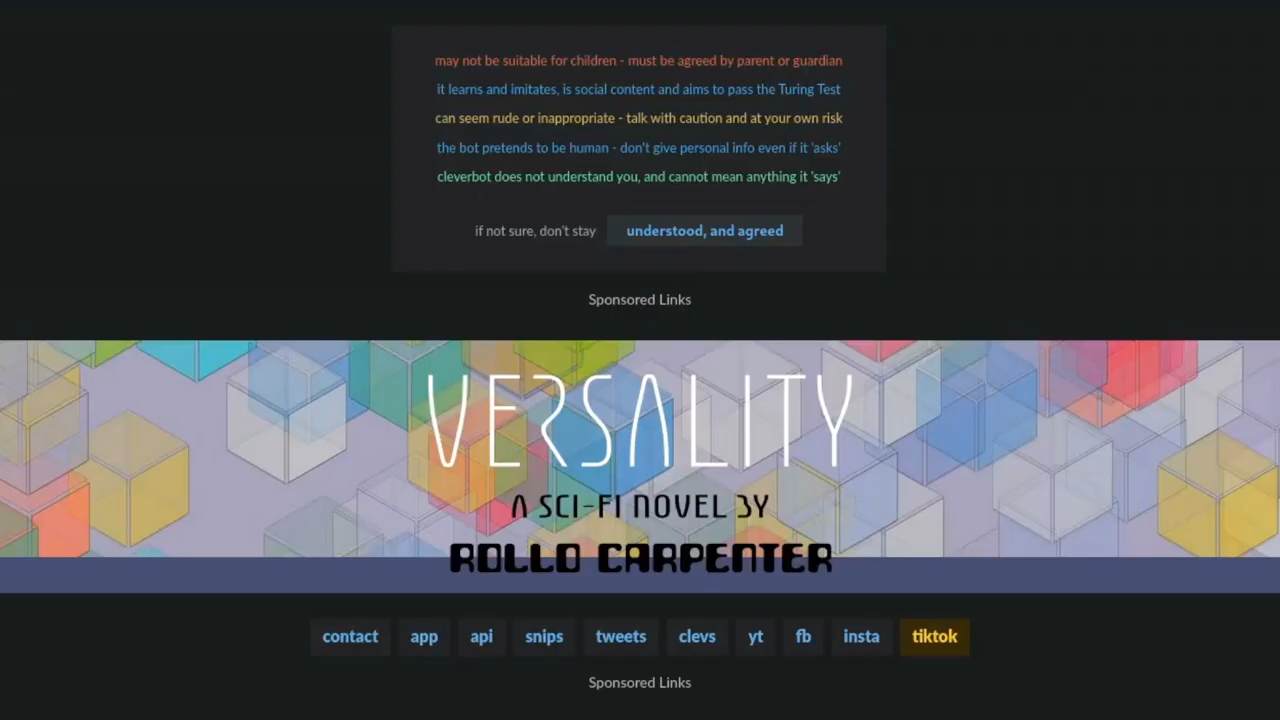 may not be suitable for children - must be agreed by parent or guardian
it learns and imitates, is social content and aims to pass the Turing Test
can seem rude or inappropriate - talk with caution and at your own risk
the bot pretends to be human - don't give personal info even if it 'asks'
cleverbot does not understand you, and cannot mean anything it 'says'
if not sure, don't stay understood, and agreed
Sponsored Links
VERSALITY
A SCI-FI NOVEL BY
ROLLO CARPENTER
contact app api snips tweets clevs yt fb insta tiktok
Sponsored Links